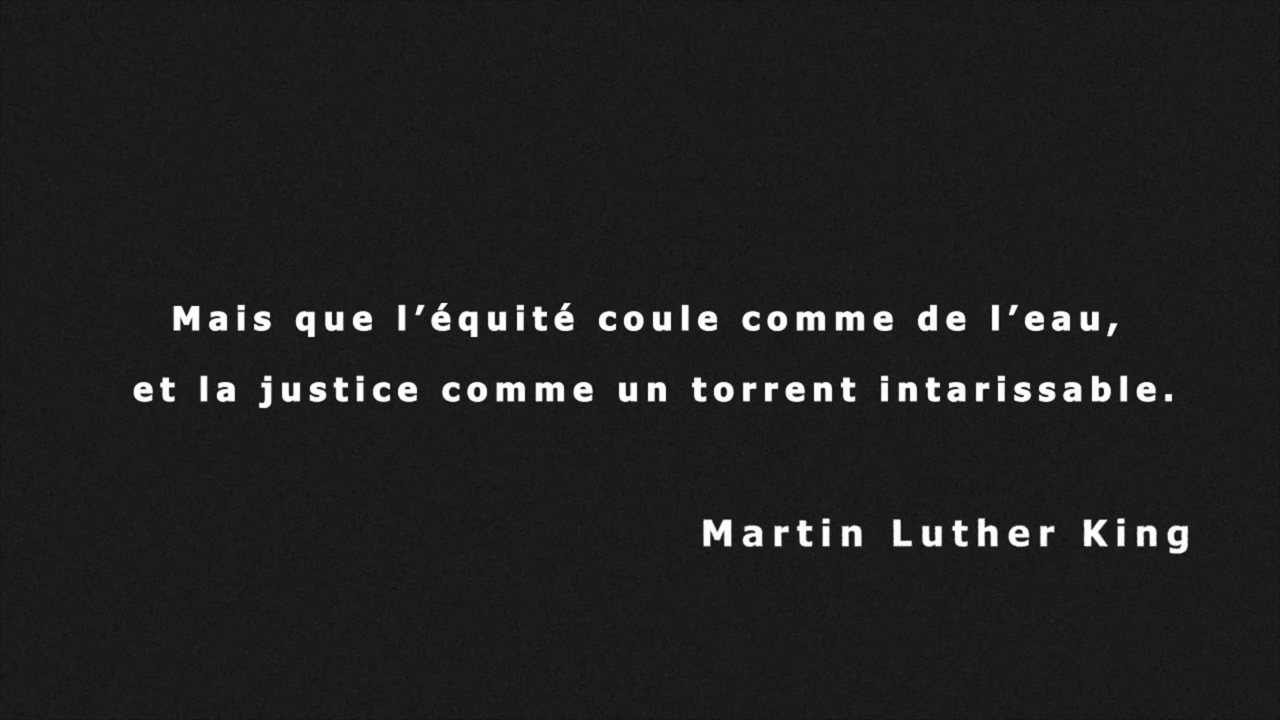 Mais que l’équité coule comme de l’eau,
et la justice comme un torrent intarissable.
Martin Luther King